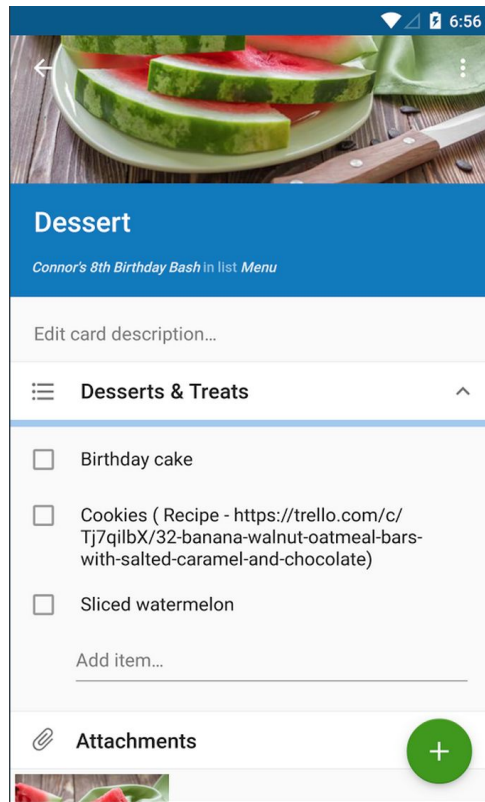 6:56
Dessert
Connor's 8th Birthday Bash in list Menu
Edit card description...
Desserts & Treats
Birthday cake
Cookies ( Recipe - https://trello.com/c/
Tj7qilbX/32-banana-walnut-oatmeal-bars-
with-salted-caramel-and-chocolate)
Sliced watermelon
Add item...
Attachments